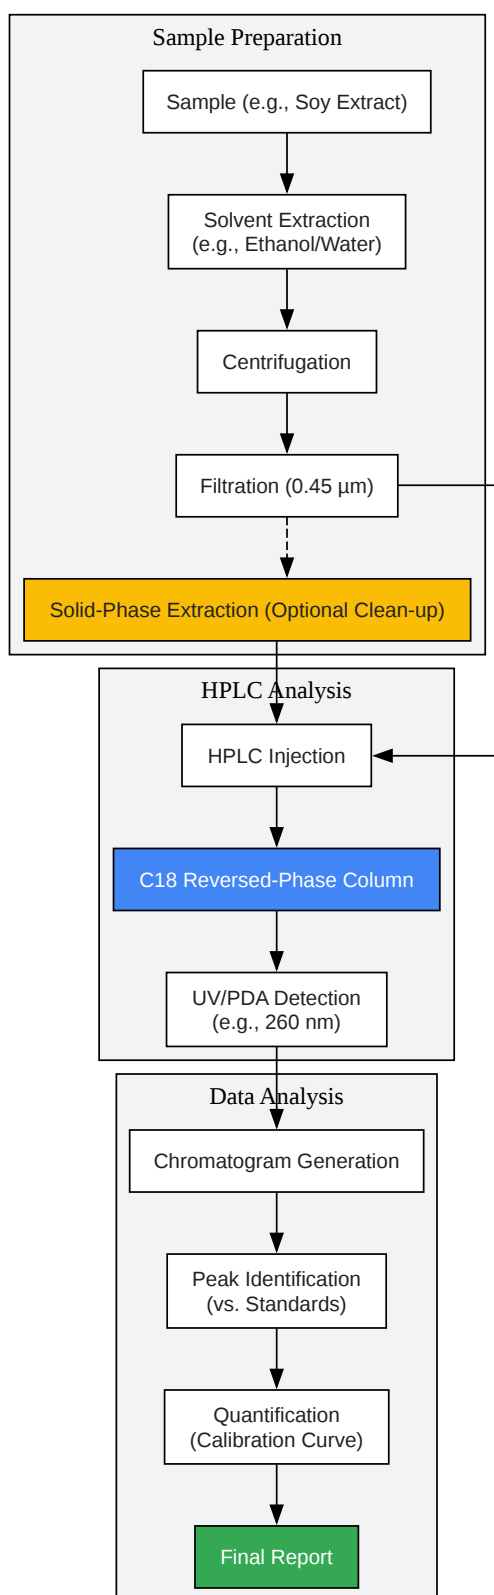 Sample Preparation
Sample (e.g., Soy Extract)
Solvent Extraction
(e.g., Ethanol/Water)
Centrifugation
Filtration (0.45 µm)
Solid-Phase Extraction (Optional Clean-up)
HPLC Analysis
HPLC Injection
C18 Reversed-Phase Column
UV/PDA Detection
(e.g., 260 nm)
Data Analysis
Chromatogram Generation
Peak Identification
(vs. Standards)
Quantification
(Calibration Curve)
Final Report